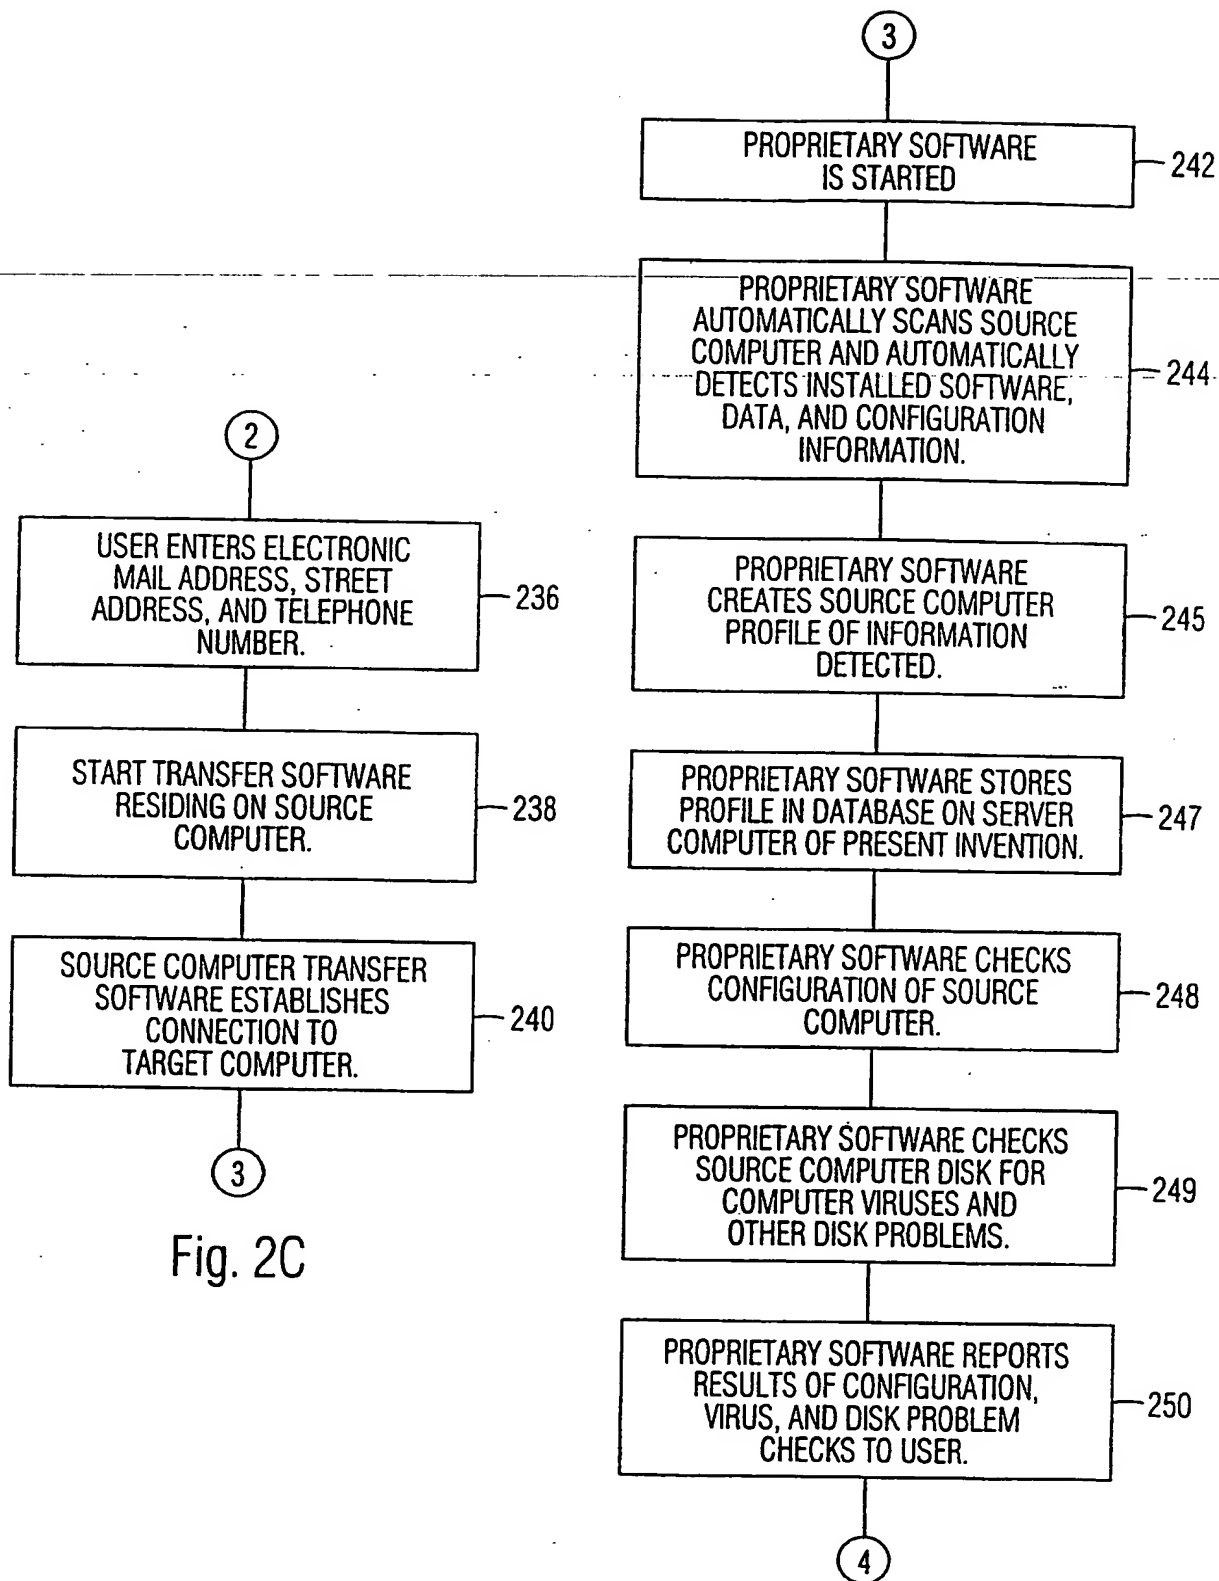 2
USER ENTERS ELECTRONIC
MAIL ADDRESS, STREET
ADDRESS, AND TELEPHONE
NUMBER.
236
START TRANSFER SOFTWARE
RESIDING ON SOURCE
COMPUTER.
238
SOURCE COMPUTER TRANSFER
SOFTWARE ESTABLISHES
CONNECTION TO
TARGET COMPUTER.
240
3
Fig. 2C
3
PROPRIETARY SOFTWARE
IS STARTED
242
PROPRIETARY SOFTWARE
AUTOMATICALLY SCANS SOURCE
COMPUTER AND AUTOMATICALLY
DETECTS INSTALLED SOFTWARE,
DATA, AND CONFIGURATION
INFORMATION.
244
PROPRIETARY SOFTWARE
CREATES SOURCE COMPUTER
PROFILE OF INFORMATION
DETECTED.
245
PROPRIETARY SOFTWARE STORES
PROFILE IN DATABASE ON SERVER
COMPUTER OF PRESENT INVENTION.
247
PROPRIETARY SOFTWARE CHECKS
CONFIGURATION OF SOURCE
COMPUTER.
248
PROPRIETARY SOFTWARE CHECKS
SOURCE COMPUTER DISK FOR
COMPUTER VIRUSES AND
OTHER DISK PROBLEMS.
249
PROPRIETARY SOFTWARE REPORTS
RESULTS OF CONFIGURATION,
VIRUS, AND DISK PROBLEM
CHECKS TO USER.
250
4